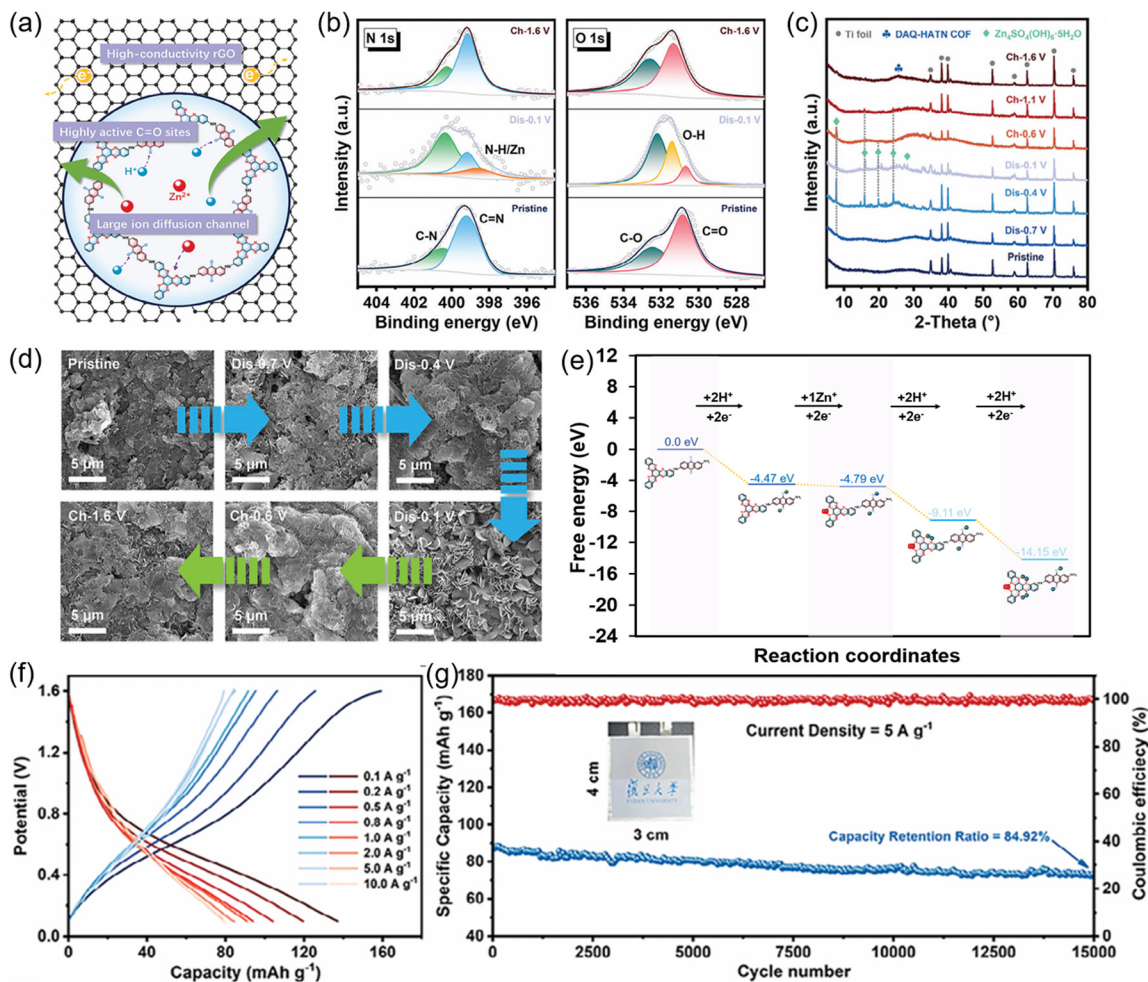 (a)
High-conductivity rGO
e⁻
e⁻
Highly active C=O sites
H⁺
Zn²⁺
Large ion diffusion channel
(b)
N 1s
Ch-1.6 V
O 1s
Ch-1.6 V
Dis-0.1 V
N-H/Zn
Dis-0.1 V
O-H
Pristine
C=N
C-N
Pristine
C-O
C=O
Intensity (a.u.)
404 402 400 398 396
Binding energy (eV)
536 534 532 530 528
Binding energy (eV)
(c)
Ti foil
DAQ-HATN COF
Zn₄SO₄(OH)₆·5H₂O
Ch-1.6 V
Ch-1.1 V
Ch-0.6 V
Dis-0.1 V
Dis-0.4 V
Dis-0.7 V
Pristine
Intensity (a.u.)
10 20 30 40 50 60 70 80
2-Theta (°)
(d)
Pristine
5 µm
Dis-0.7 V
5 µm
Dis-0.4 V
5 µm
Ch-1.6 V
5 µm
Ch-0.6 V
5 µm
Dis-0.1 V
5 µm
(e)
Free energy (eV)
12
8
4
0
-4
-8
-12
-16
-20
-24
+2H⁺
+2e⁻
+1Zn⁺
+2e⁻
+2H⁺
+2e⁻
+2H⁺
+2e⁻
0.0 eV
-4.47 eV
-4.79 eV
-9.11 eV
-14.15 eV
Reaction coordinates
(f)
Potential (V)
1.6
1.2
0.8
0.4
0.0
0.1 A g⁻¹
0.2 A g⁻¹
0.5 A g⁻¹
0.8 A g⁻¹
1.0 A g⁻¹
2.0 A g⁻¹
5.0 A g⁻¹
10.0 A g⁻¹
0 40 80 120 160
Capacity (mAh g⁻¹)
(g)
Specific Capacity (mAh g⁻¹)
180
160
140
120
100
80
60
40
Current Density = 5 A g⁻¹
4 cm
3 cm
復旦大學
FUDAN UNIVERSITY
Capacity Retention Ratio = 84.92%
100
80
60
40
20
0
Coulombic efficiecy (%)
0 2500 5000 7500 10000 12500 15000
Cycle number